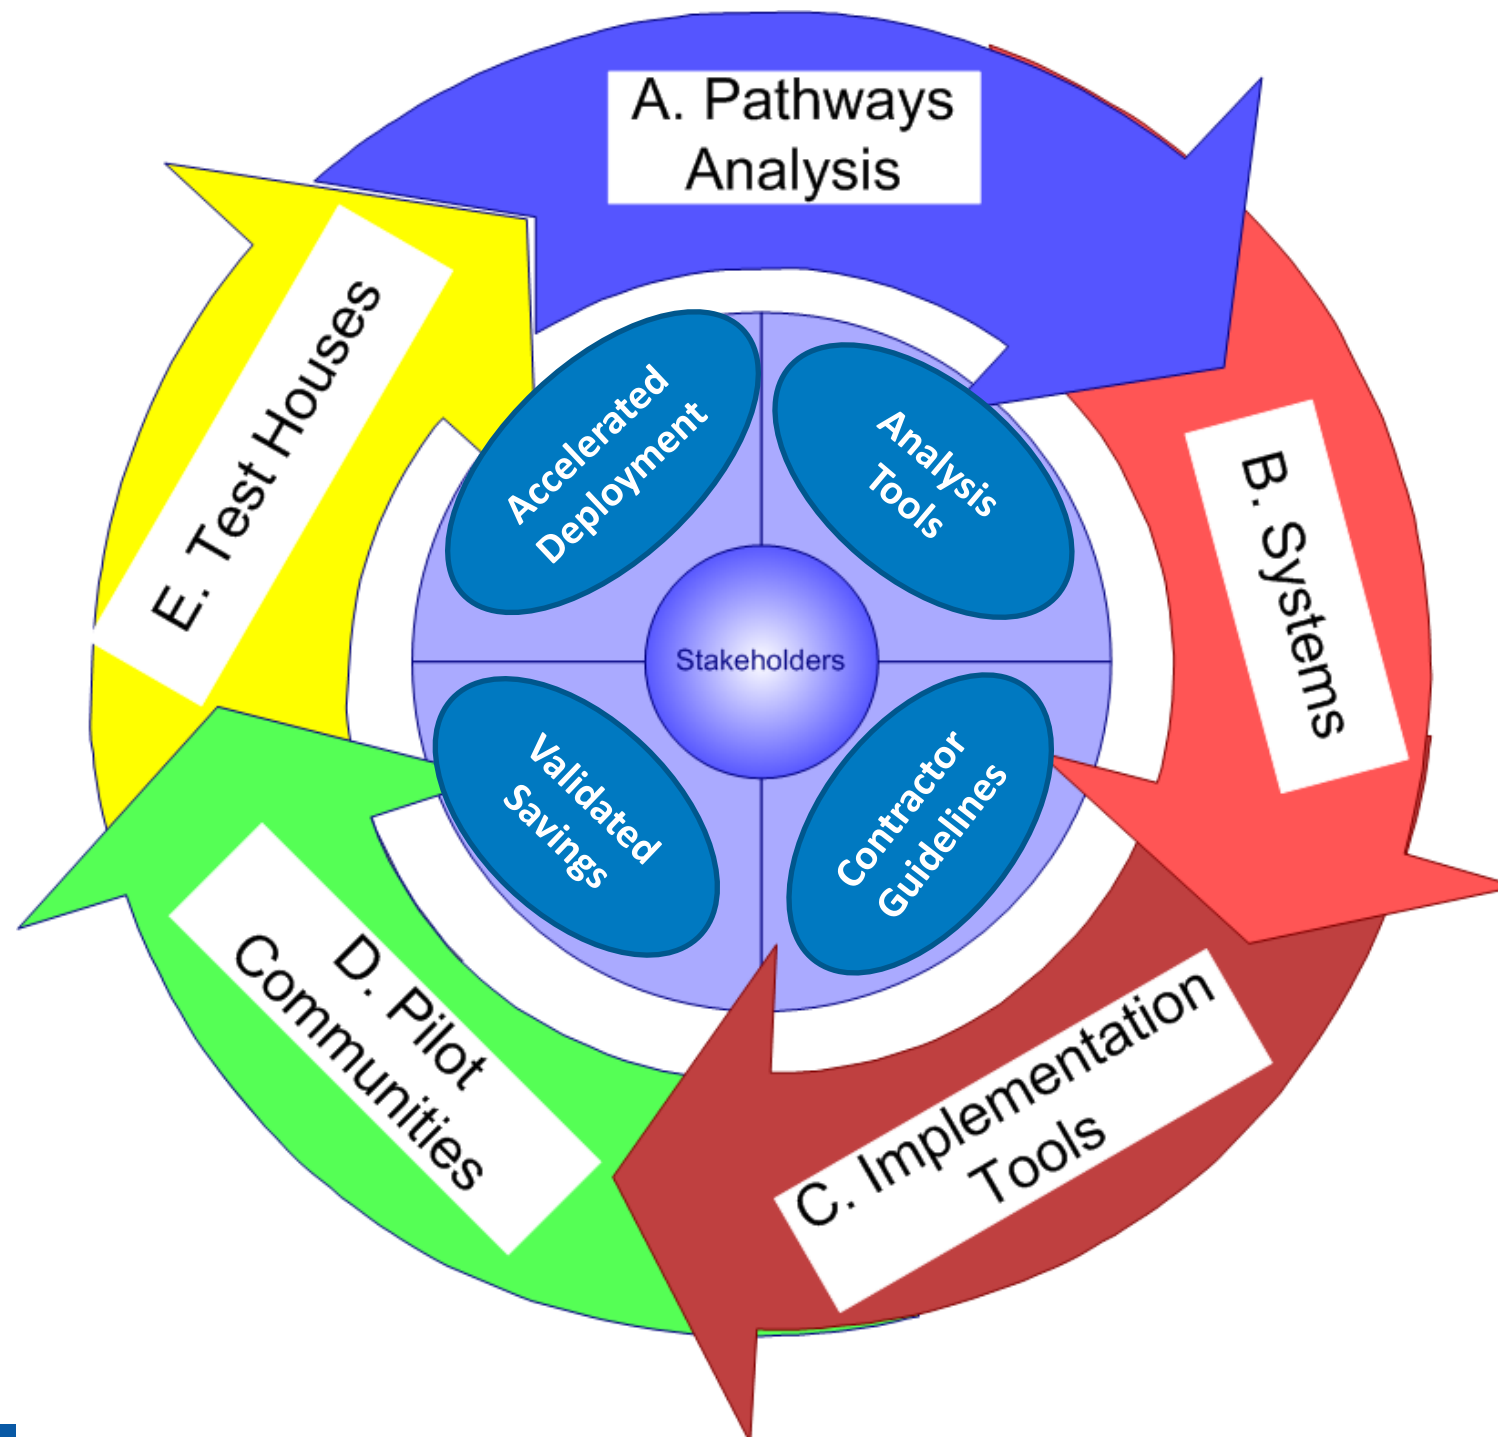 A. Pathways
Analysis
B. Systems
C. Implementation
Tools
D. Pilot
Communities
E. Test Houses
Accelerated
Deployment
Analysis
Tools
Contractor
Guidelines
Validated
Savings
Stakeholders